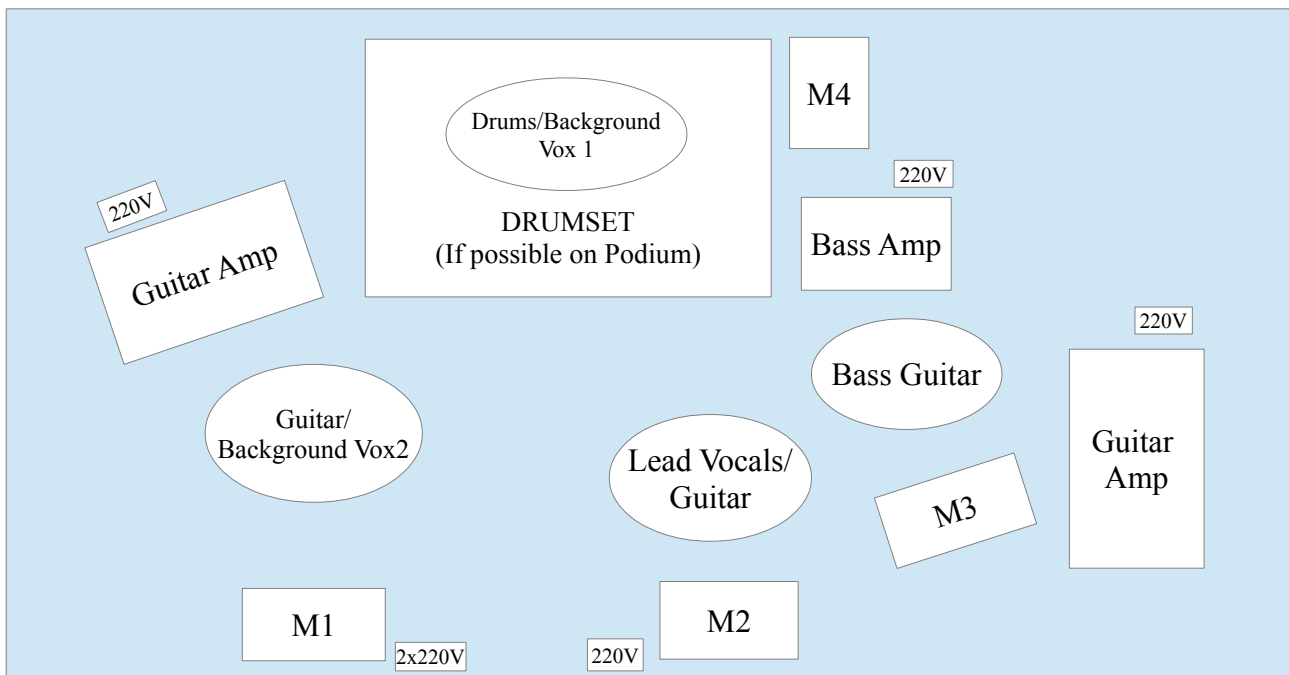 Drums/Background
Vox 1
M4
DRUMSET
(If possible on Podium)
220V
Bass Amp
220V
Guitar Amp
220V
Bass Guitar
Guitar
Amp
Guitar/
Background Vox2
Lead Vocals/
Guitar
M3
M1
2x220V
220V
M2